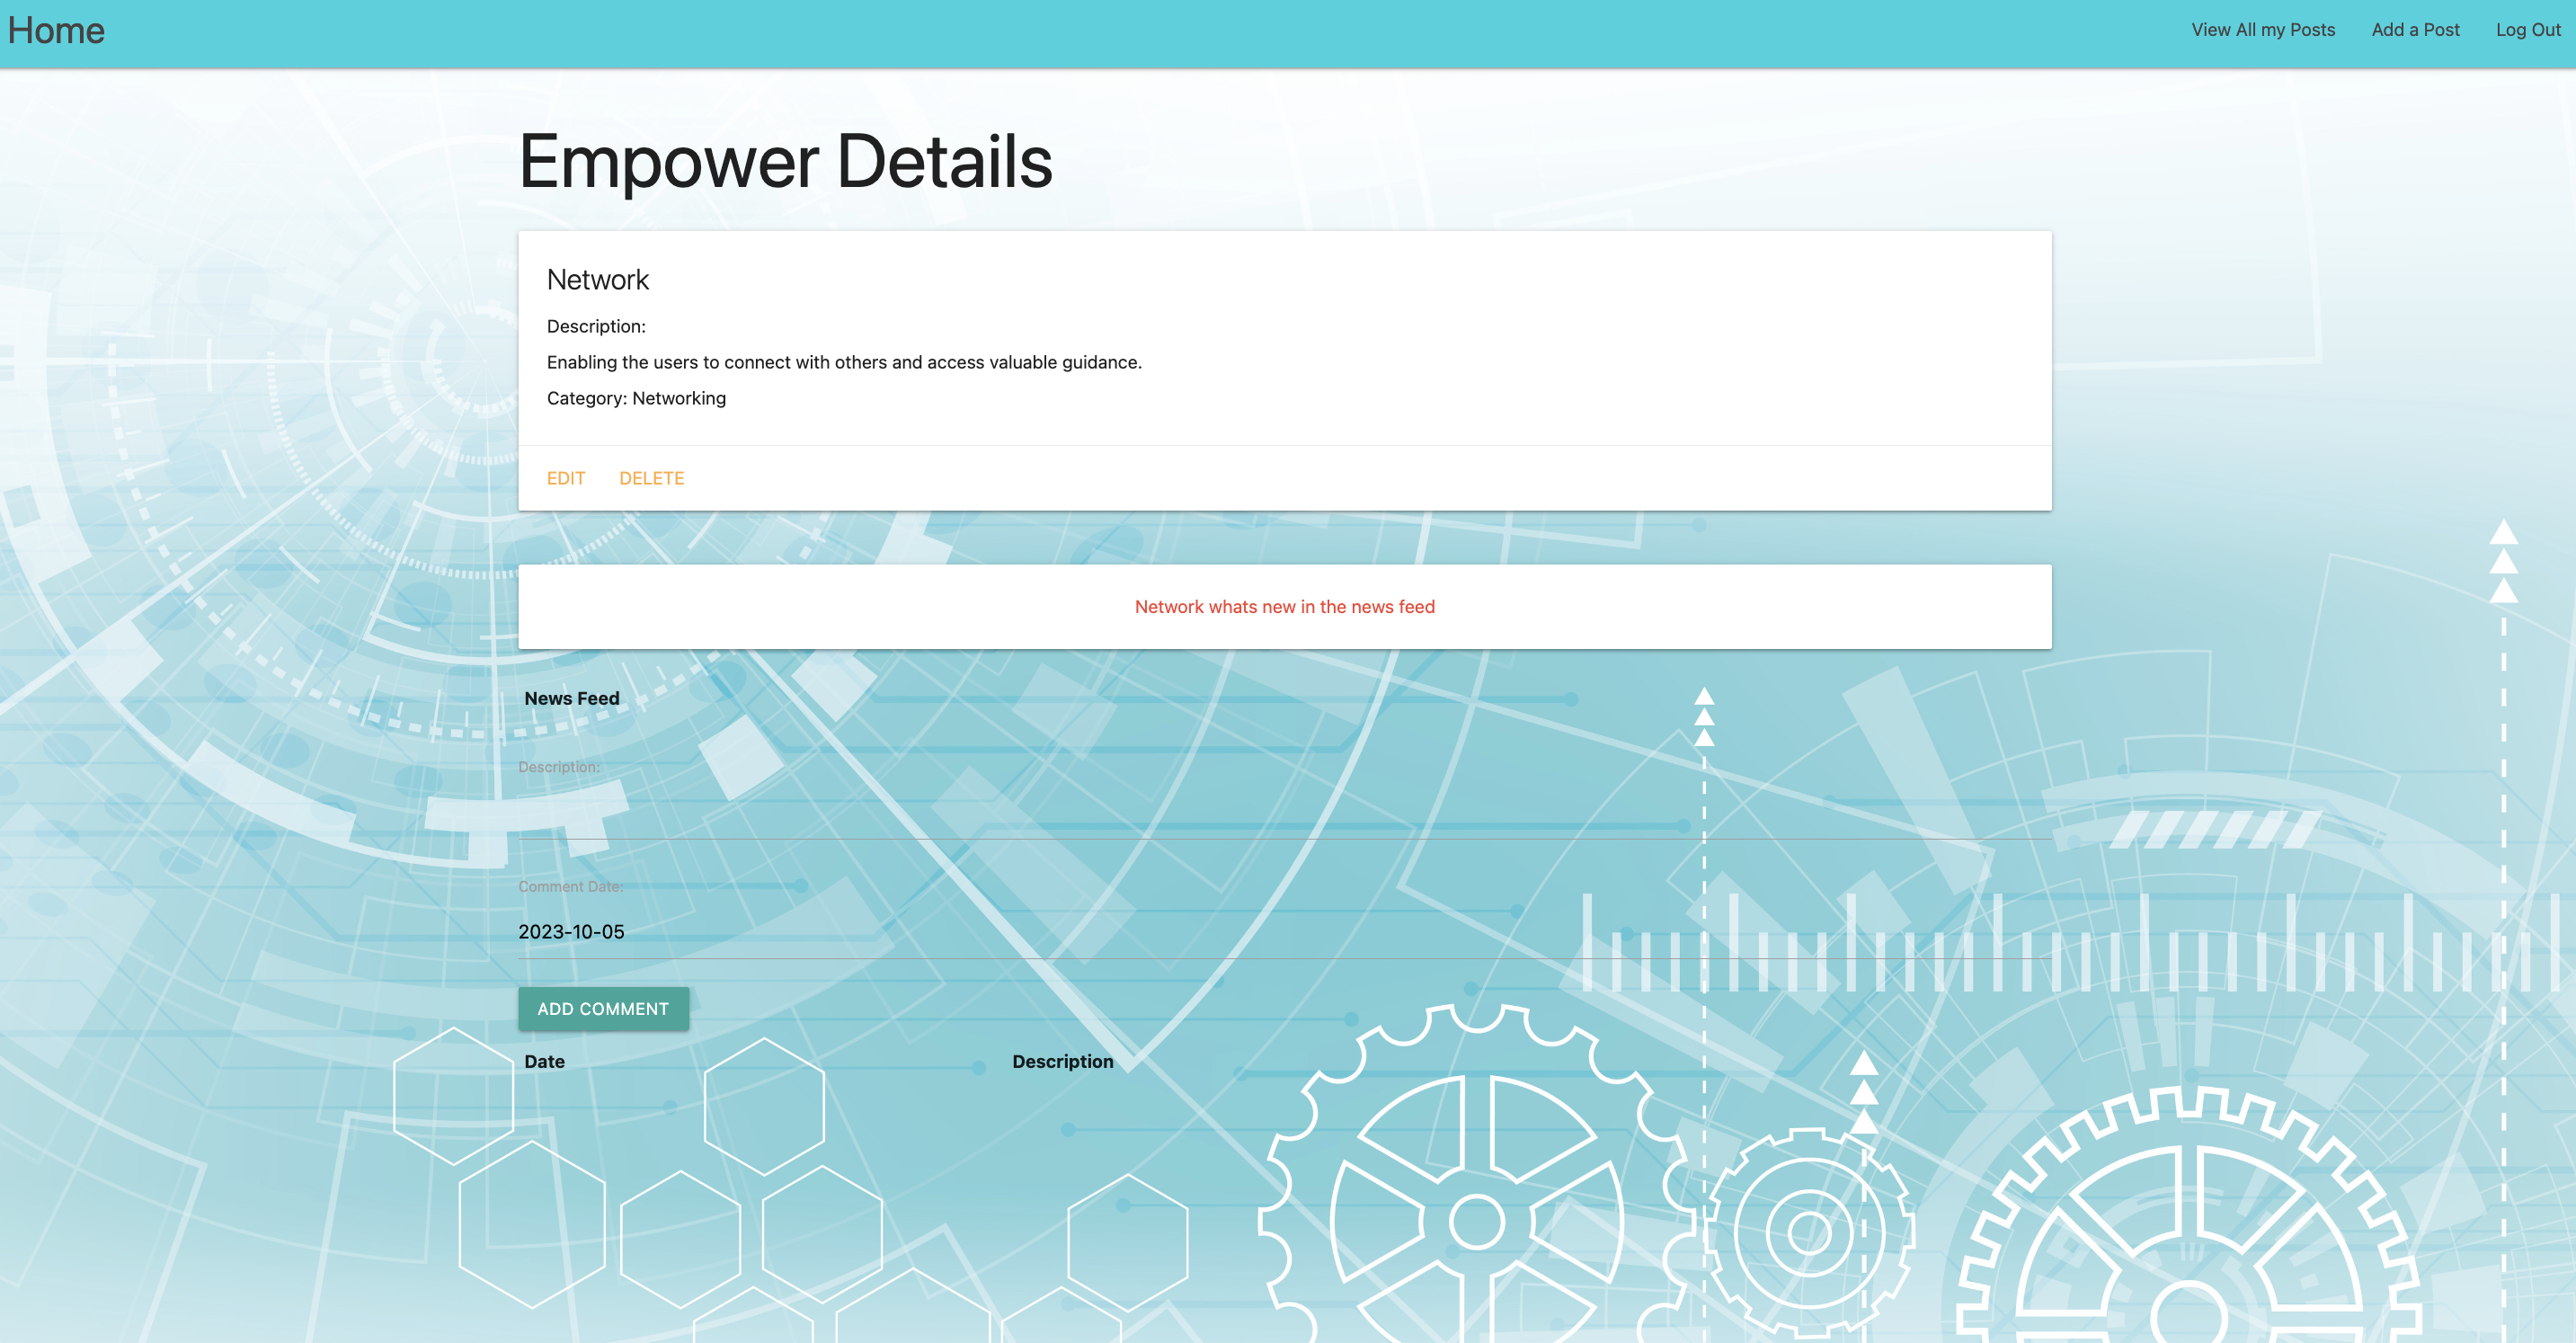 Home
View All my Posts
Add a Post
Log Out
Empower Details
Network
Description:
Enabling the users to connect with others and access valuable guidance.
Category: Networking
EDIT
DELETE
Network whats new in the news feed
News Feed
Description:
Comment Date:
2023-10-05
ADD COMMENT
Date
Description